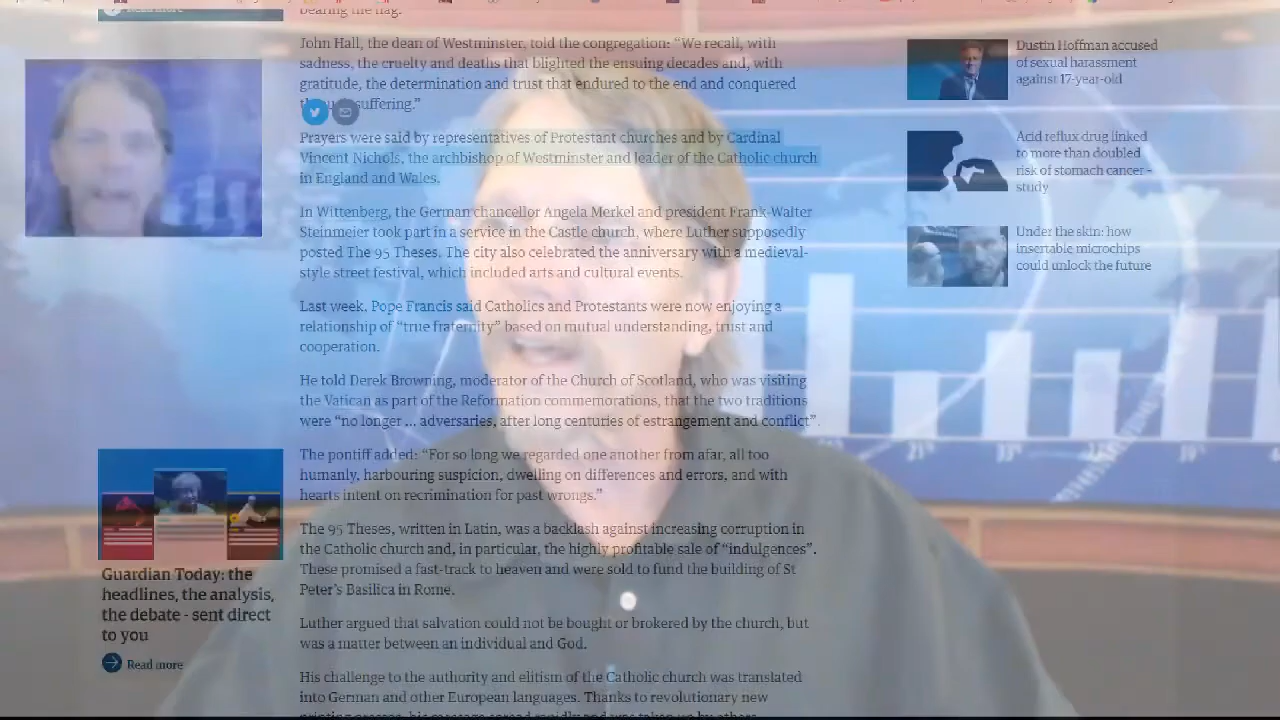 Read more
bearing the flag.
John Hall, the dean of Westminster, told the congregation: “We recall, with
sadness, the cruelty and deaths that blighted the ensuing decades and, with
gratitude, the determination and trust that endured to the end and conquered
suffering.”
Prayers were said by representatives of Protestant churches and by Cardinal
Vincent Nichols, the archbishop of Westminster and leader of the Catholic church
in England and Wales.
In Wittenberg, the German chancellor Angela Merkel and president Frank-Walter
Steinmeier took part in a service in the Castle church, where Luther supposedly
posted The 95 Theses. The city also celebrated the anniversary with a medieval-
style street festival, which included arts and cultural events.
Last week, Pope Francis said Catholics and Protestants were now enjoying a
relationship of “true fraternity” based on mutual understanding, trust and
cooperation.
He told Derek Browning, moderator of the Church of Scotland, who was visiting
the Vatican as part of the Reformation commemorations, that the two traditions
were “no longer ... adversaries, after long centuries of estrangement and conflict”.
The pontiff added: “For so long we regarded one another from afar, all too
humanly, harbouring suspicion, dwelling on differences and errors, and with
hearts intent on recrimination for past wrongs.”
The 95 Theses, written in Latin, was a backlash against increasing corruption in
the Catholic church and, in particular, the highly profitable sale of “indulgences”.
These promised a fast-track to heaven and were sold to fund the building of St
Peter’s Basilica in Rome.
Luther argued that salvation could not be bought or brokered by the church, but
was a matter between an individual and God.
His challenge to the authority and elitism of the Catholic church was translated
into German and other European languages. Thanks to revolutionary new
printing presses, his message spread rapidly and was taken up by others
Guardian Today: the
headlines, the analysis,
the debate - sent direct
to you
Read more
Dustin Hoffman accused
of sexual harassment
against 17-year-old
Acid reflux drug linked
to more than doubled
risk of stomach cancer –
study
Under the skin: how
insertable microchips
could unlock the future